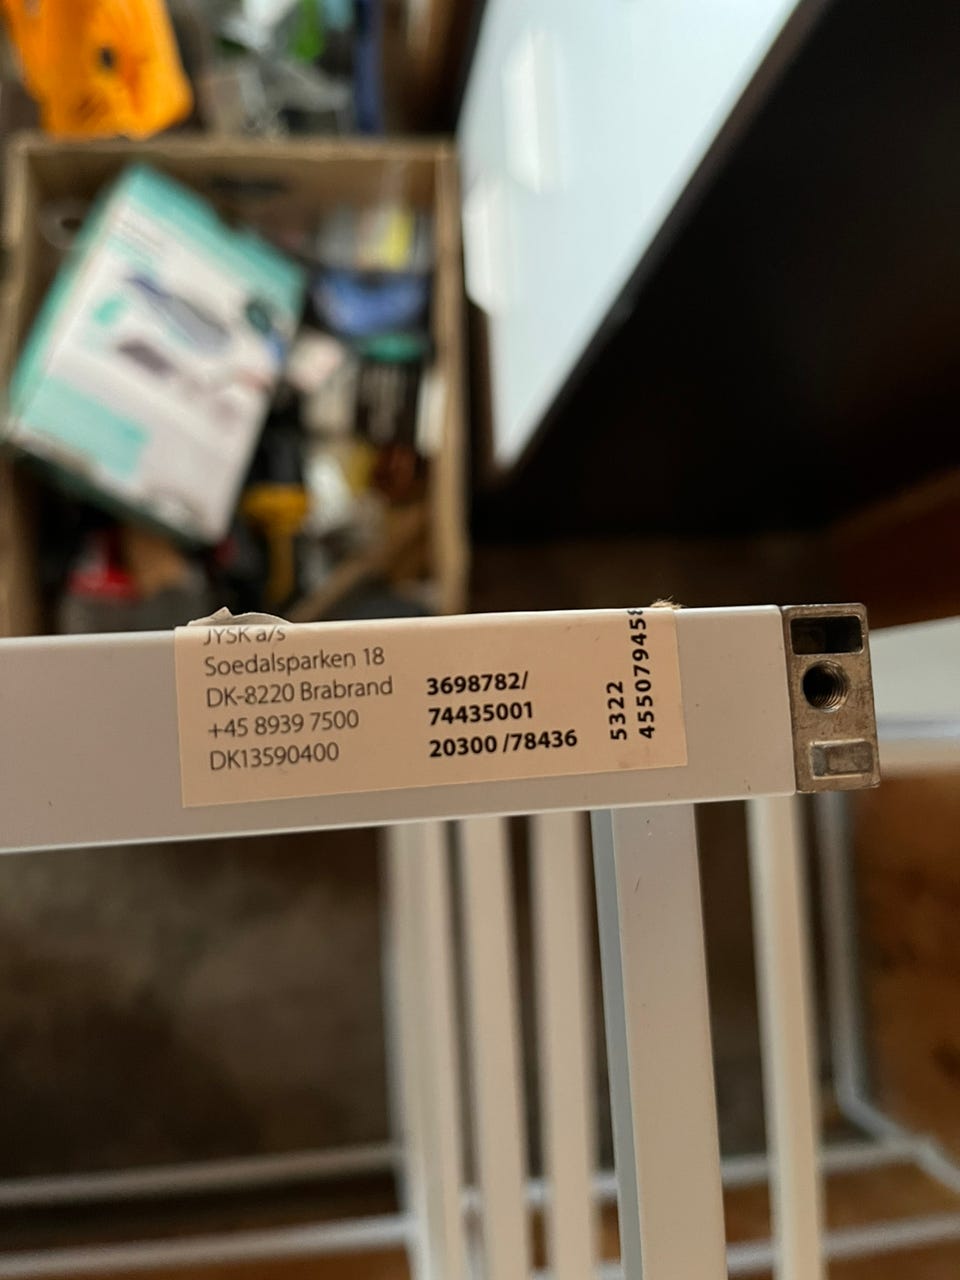 JYSK a/s
Soedalsparken 18
DK-8220 Brabrand
+45 8939 7500
DK13590400
3698782/
74435001
20300 /78436
5322
455079458